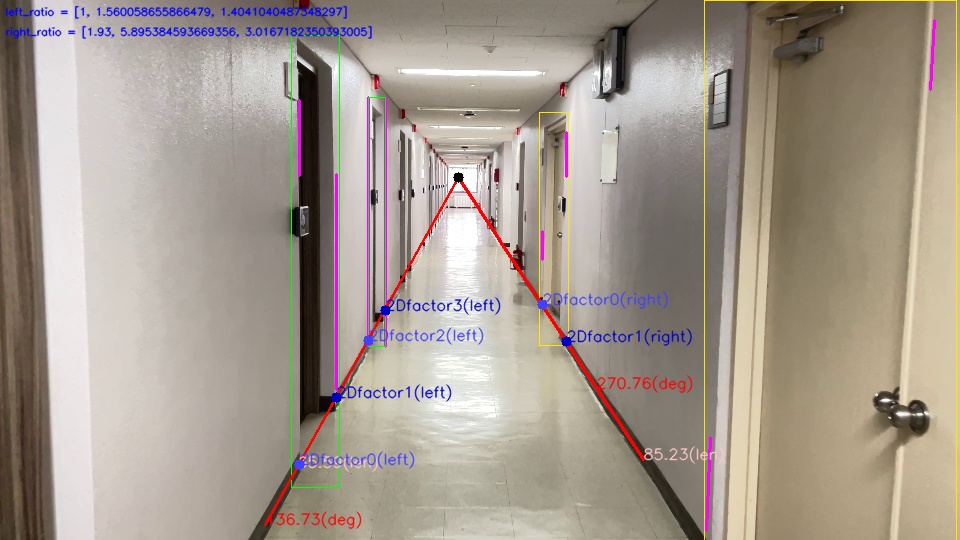 left_ratio = [1, 1.560058655866479, 1.4041040487348297]
right_ratio = [1.93, 5.895384593669356, 3.0167182350393005]
2Dfactor0(right)
2Dfactor3(left)
2Dfactor2(left)
2Dfactor1(right)
270.76(deg)
2Dfactor1(left)
85.23(len)
2Dfactor0(left)
36.73(deg)